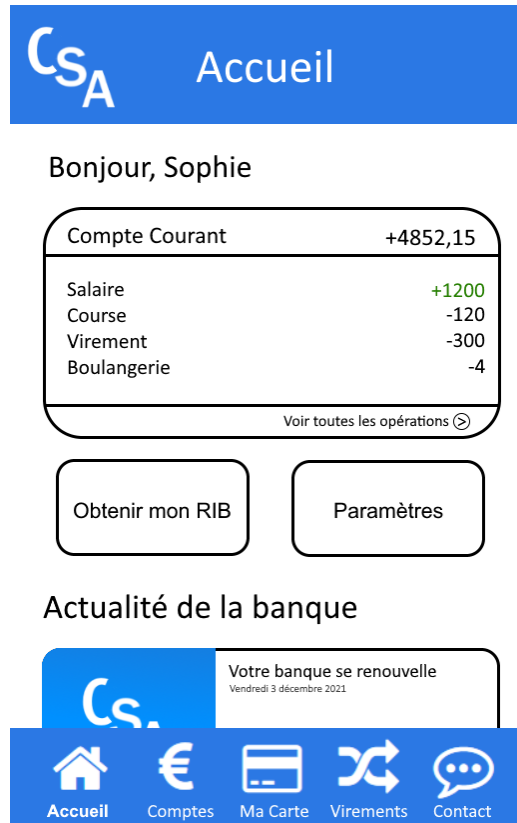 CSA
Accueil
Bonjour, Sophie
Compte Courant +4852,15
Salaire +1200
Course -120
Virement -300
Boulangerie -4
Voir toutes les opérations
Obtenir mon RIB
Paramètres
Actualité de la banque
CSA
Votre banque se renouvelle
Vendredi 3 décembre 2021
€
Accueil Comptes Ma Carte Virements Contact